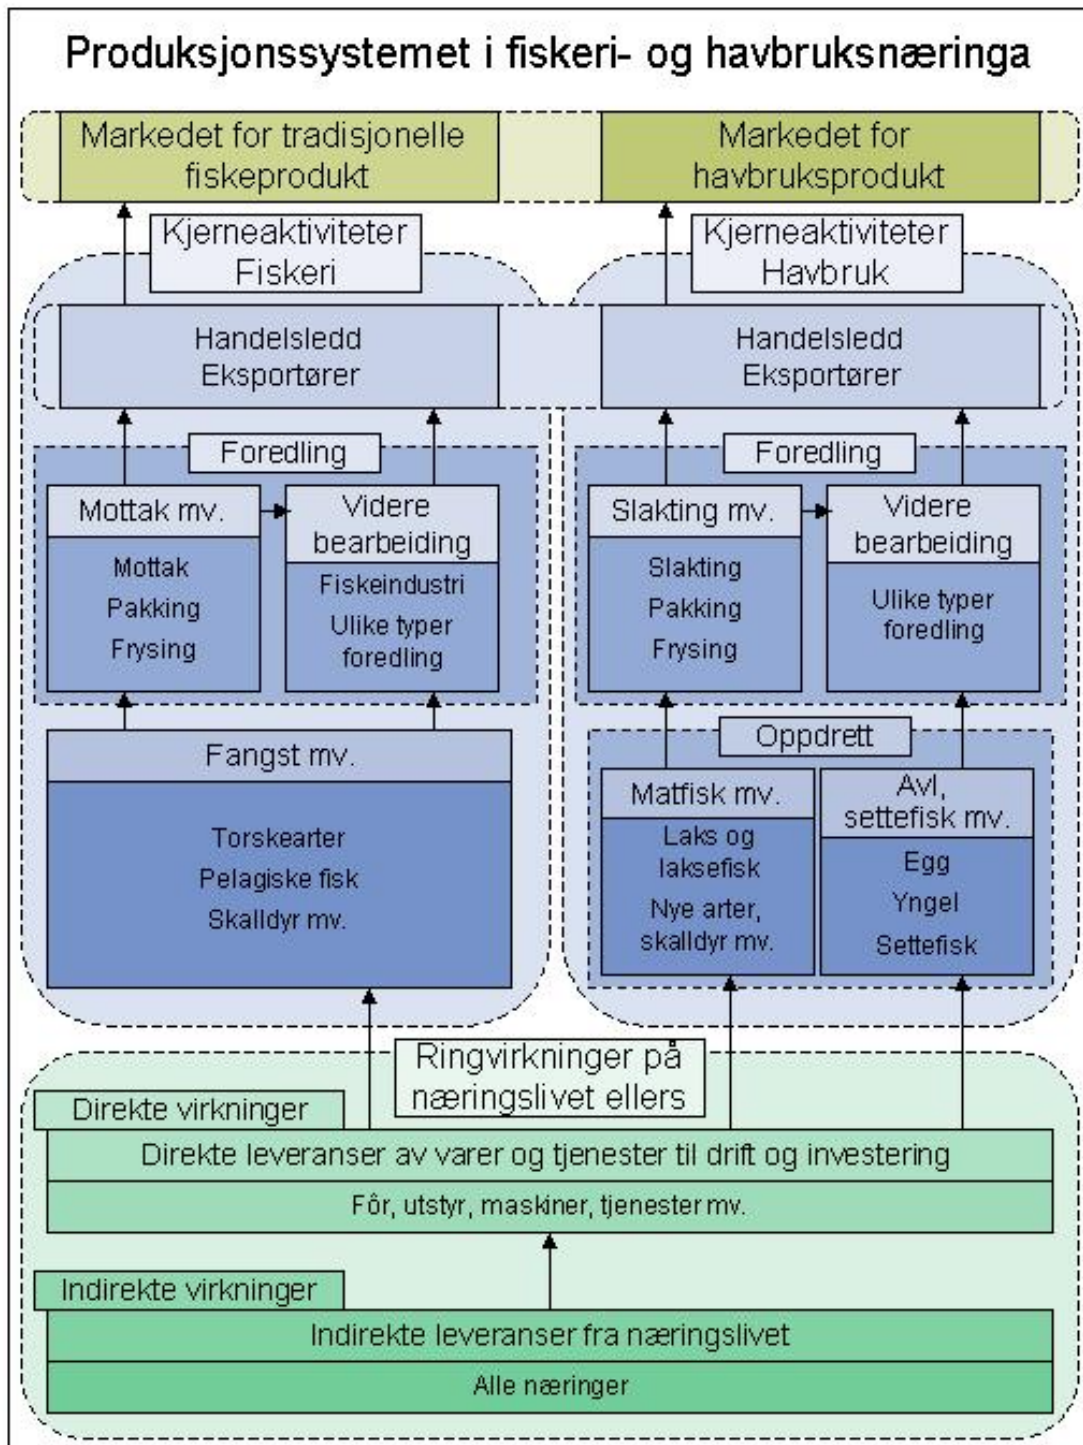 Produksjonssystemet i fiskeri- og havbruksnæringa
Markedet for tradisjonelle
fiskeprodukt
Markedet for
havbruksprodukt
Kjerneaktiviteter
Fiskeri
Kjerneaktiviteter
Havbruk
Handelsledd
Eksportører
Handelsledd
Eksportører
Foredling
Mottak mv.
Mottak
Pakking
Frysing
Videre
bearbeiding
Fiskeindustri
Ulike typer
foredling
Foredling
Slakting mv.
Slakting
Pakking
Frysing
Videre
bearbeiding
Ulike typer
foredling
Fangst mv.
Torskearter
Pelagiske fisk
Skalldyr mv.
Oppdrett
Matfisk mv.
Laks og
laksefisk
Nye arter,
skalldyr mv.
Avl,
settefisk mv.
Egg
Yngel
Settefisk
Ringvirkninger på
næringslivet ellers
Direkte virkninger
Direkte leveranser av varer og tjenester til drift og investering
Fôr, utstyr, maskiner, tjenester mv.
Indirekte virkninger
Indirekte leveranser fra næringslivet
Alle næringer